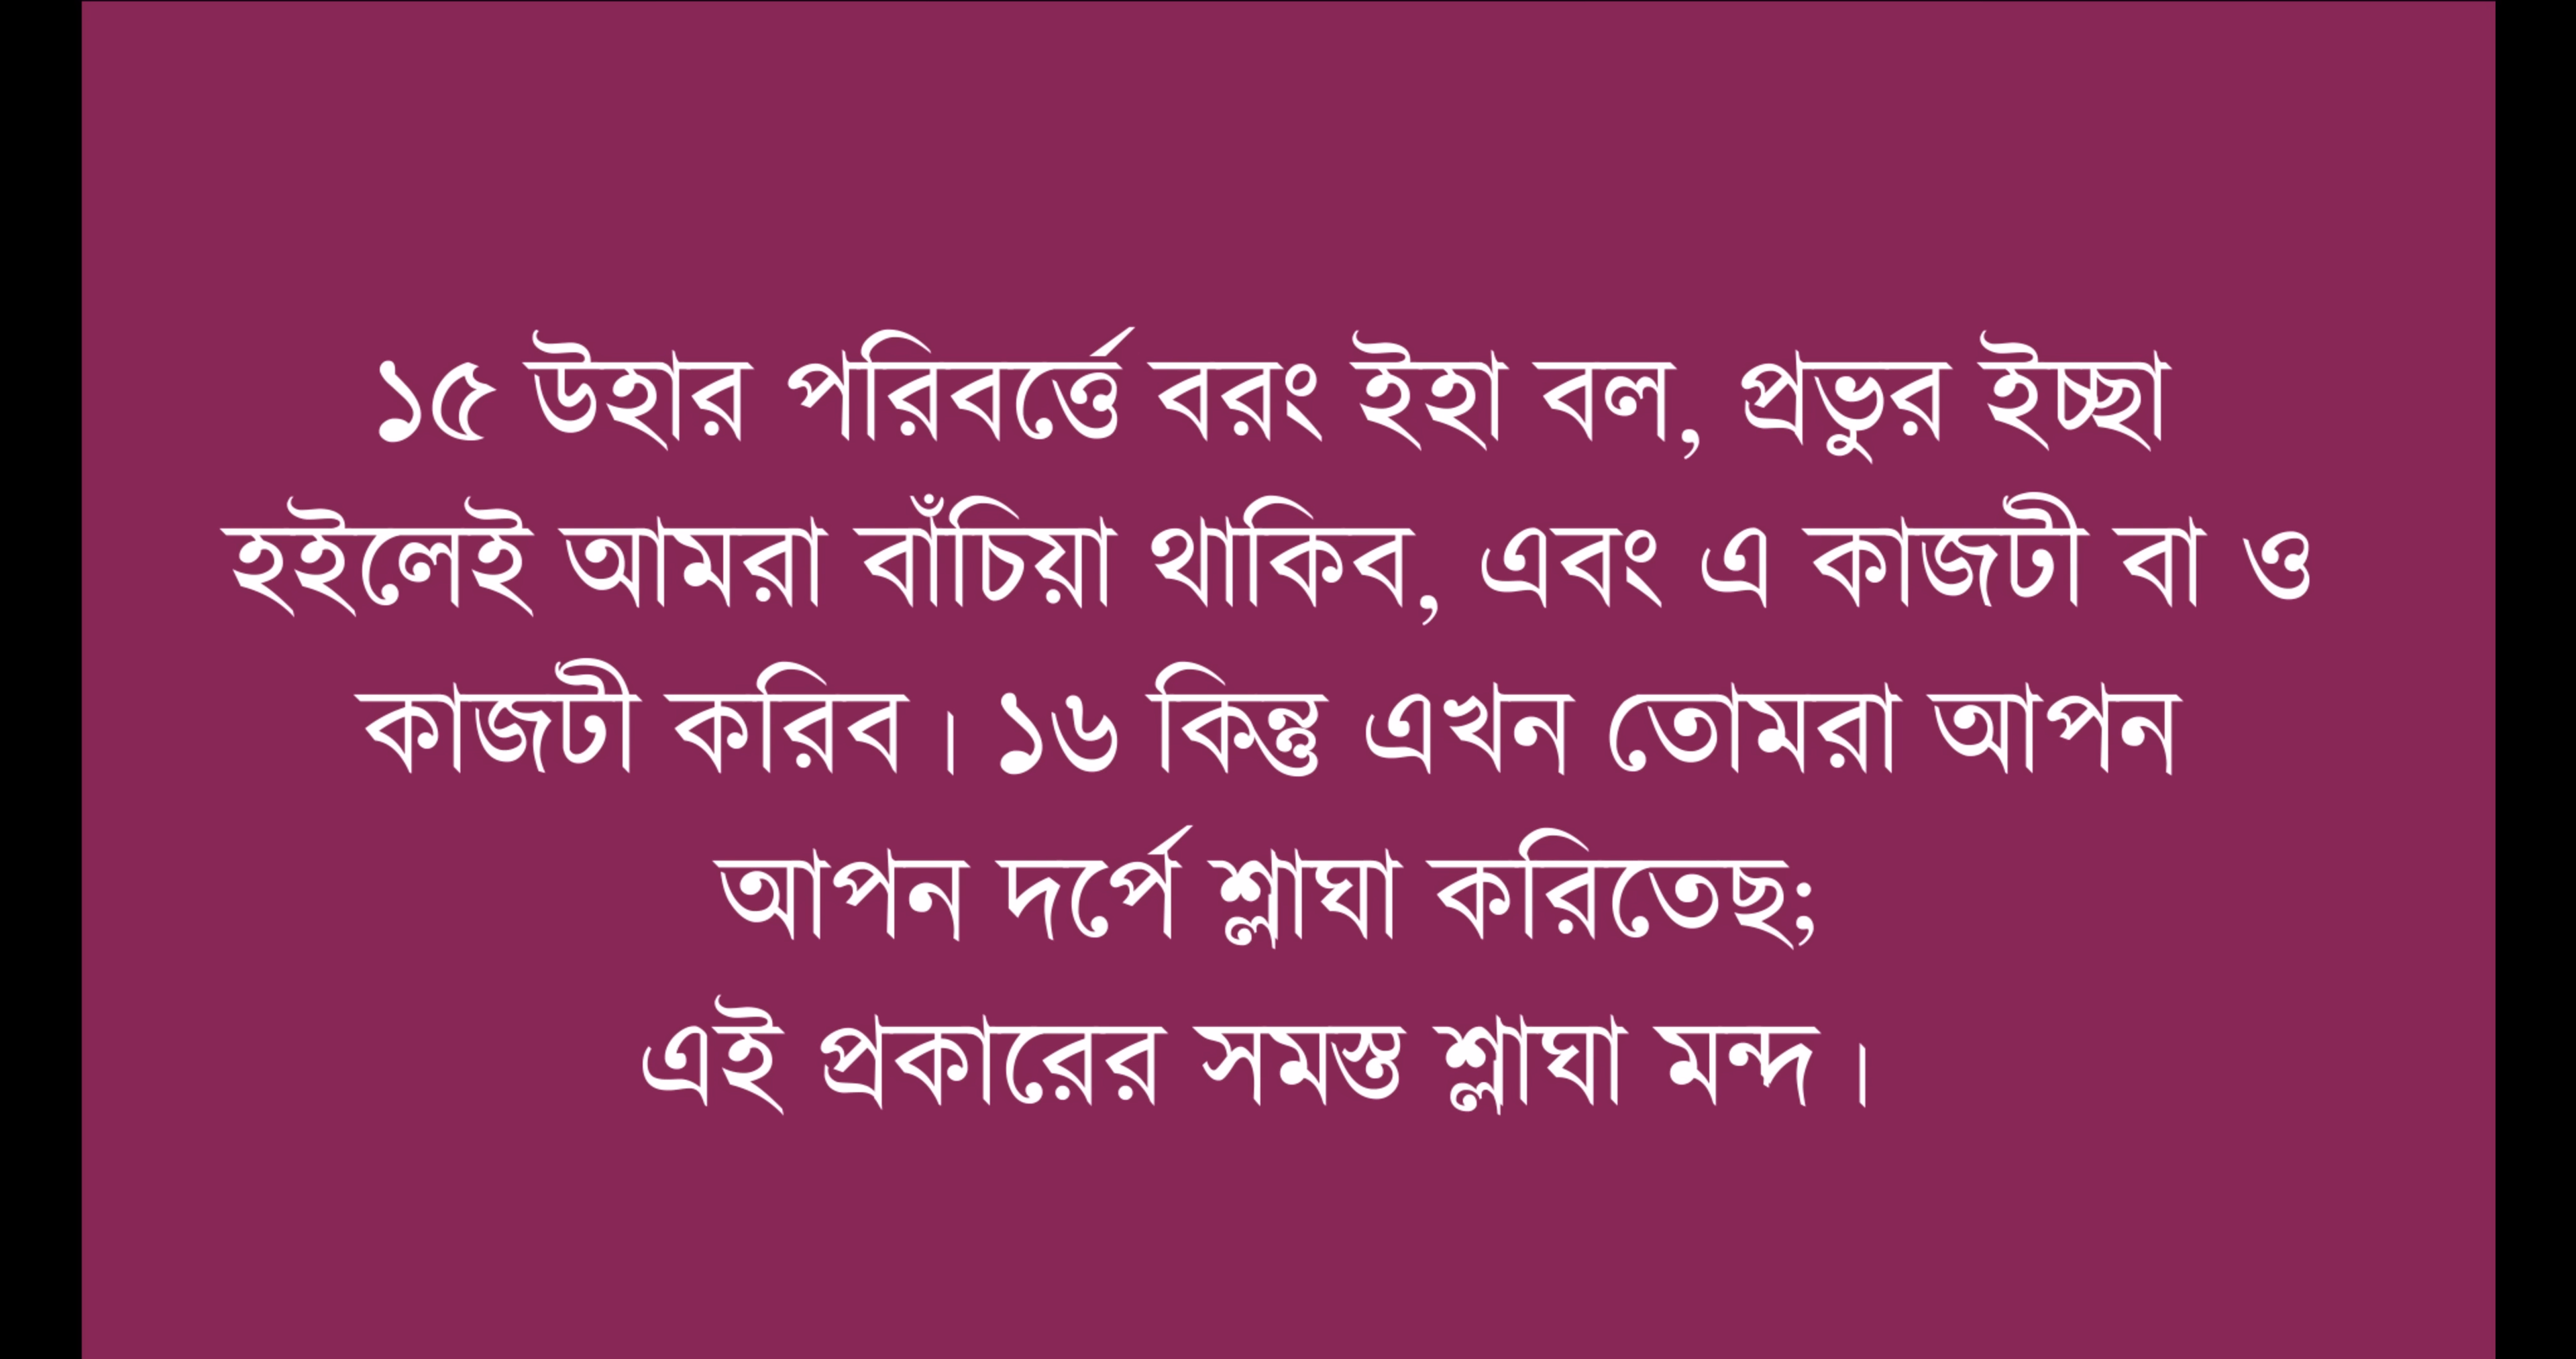 ১৫ উহার পরিবর্ত্তে বরং ইহা বল, প্রভুর ইচ্ছা
হইলেই আমরা বাঁচিয়া থাকিব, এবং এ কাজটী বা ও
কাজটী করিব। ১৬ কিন্তু এখন তোমরা আপন
আপন দর্পে শ্লাঘা করিতেছ;
এই প্রকারের সমস্ত শ্লাঘা মন্দ।